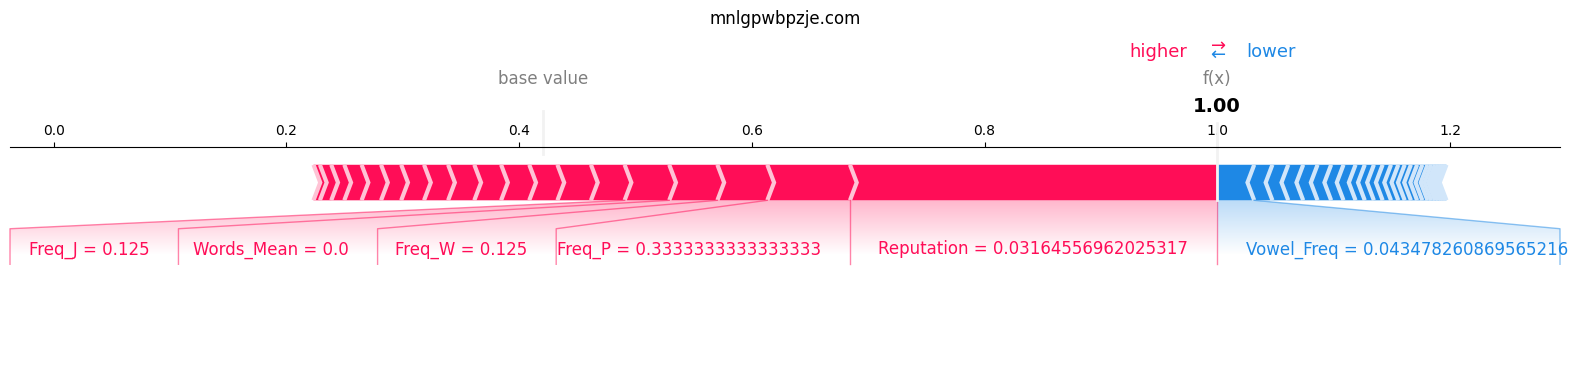 mnlgpwbpzje.com
higher ⇄ lower
base value f(x)
1.00
0.0 0.2 0.4 0.6 0.8 1.0 1.2
Freq_J = 0.125 Words_Mean = 0.0 Freq_W = 0.125 Freq_P = 0.3333333333333333 Reputation = 0.03164556962025317 Vowel_Freq = 0.043478260869565216